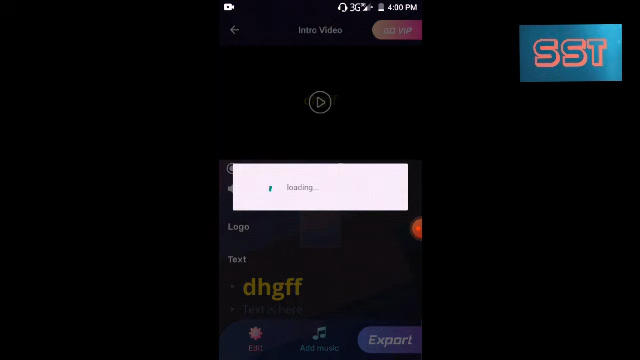 3G 4:00 PM
Intro Video GO VIP
SST
loading...
Logo
Text
dhgff
Text is here
Edit Add music Export